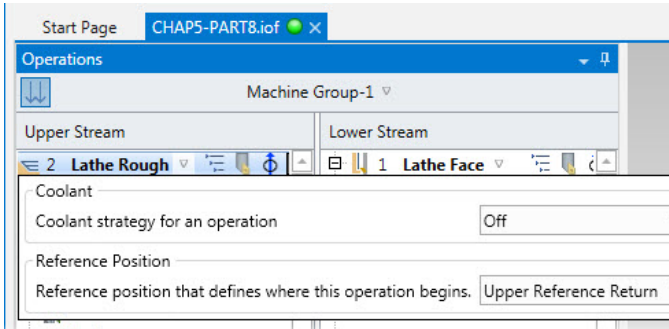 Start Page CHAP5-PART8.iof
Operations
Machine Group-1
Upper Stream Lower Stream
2 Lathe Rough 1 Lathe Face
Coolant
Coolant strategy for an operation Off
Reference Position
Reference position that defines where this operation begins. Upper Reference Return